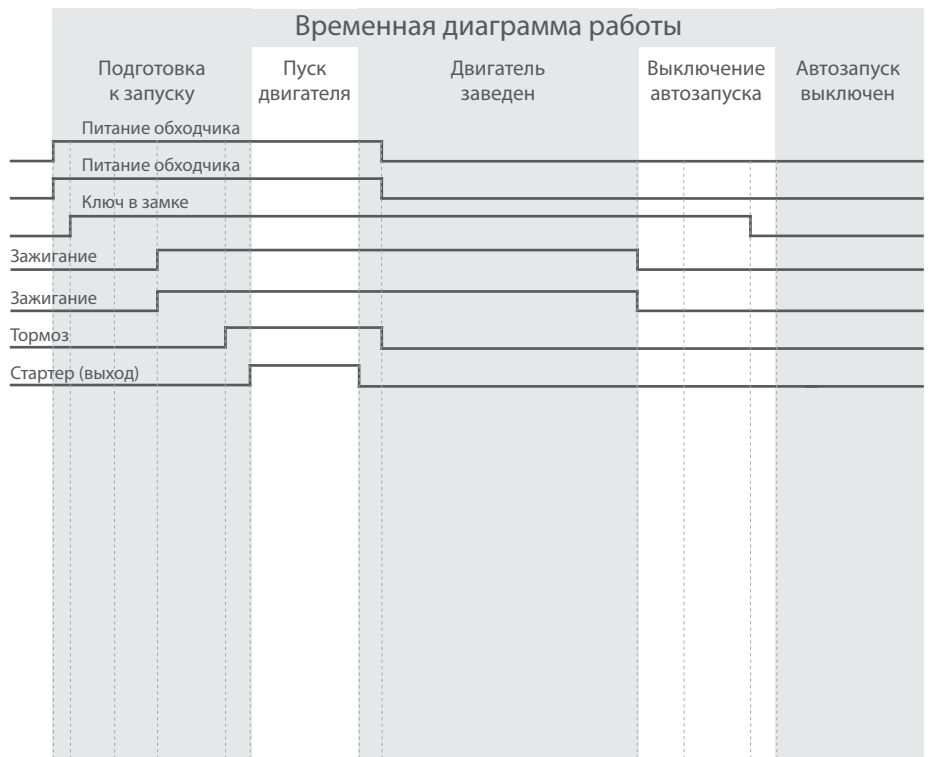 Временная диаграмма работы
Подготовка
к запуску
Пуск
двигателя
Двигатель
заведен
Выключение
автозапуска
Автозапуск
выключен
Питание обходчика
Питание обходчика
Ключ в замке
Зажигание
Зажигание
Тормоз
Стартер (выход)